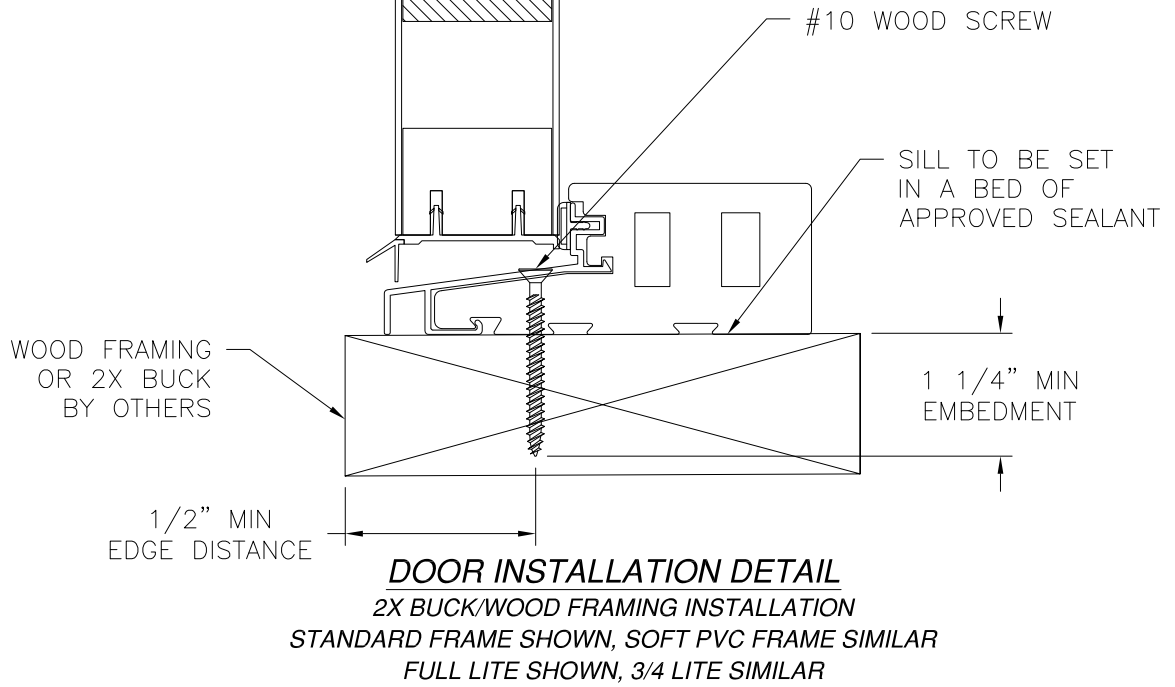 #10 WOOD SCREW
SILL TO BE SET
IN A BED OF
APPROVED SEALANT
WOOD FRAMING
OR 2X BUCK
BY OTHERS
1 1/4” MIN
EMBEDMENT
1/2” MIN
EDGE DISTANCE
DOOR INSTALLATION DETAIL
2X BUCK/WOOD FRAMING INSTALLATION
STANDARD FRAME SHOWN, SOFT PVC FRAME SIMILAR
FULL LITE SHOWN, 3/4 LITE SIMILAR